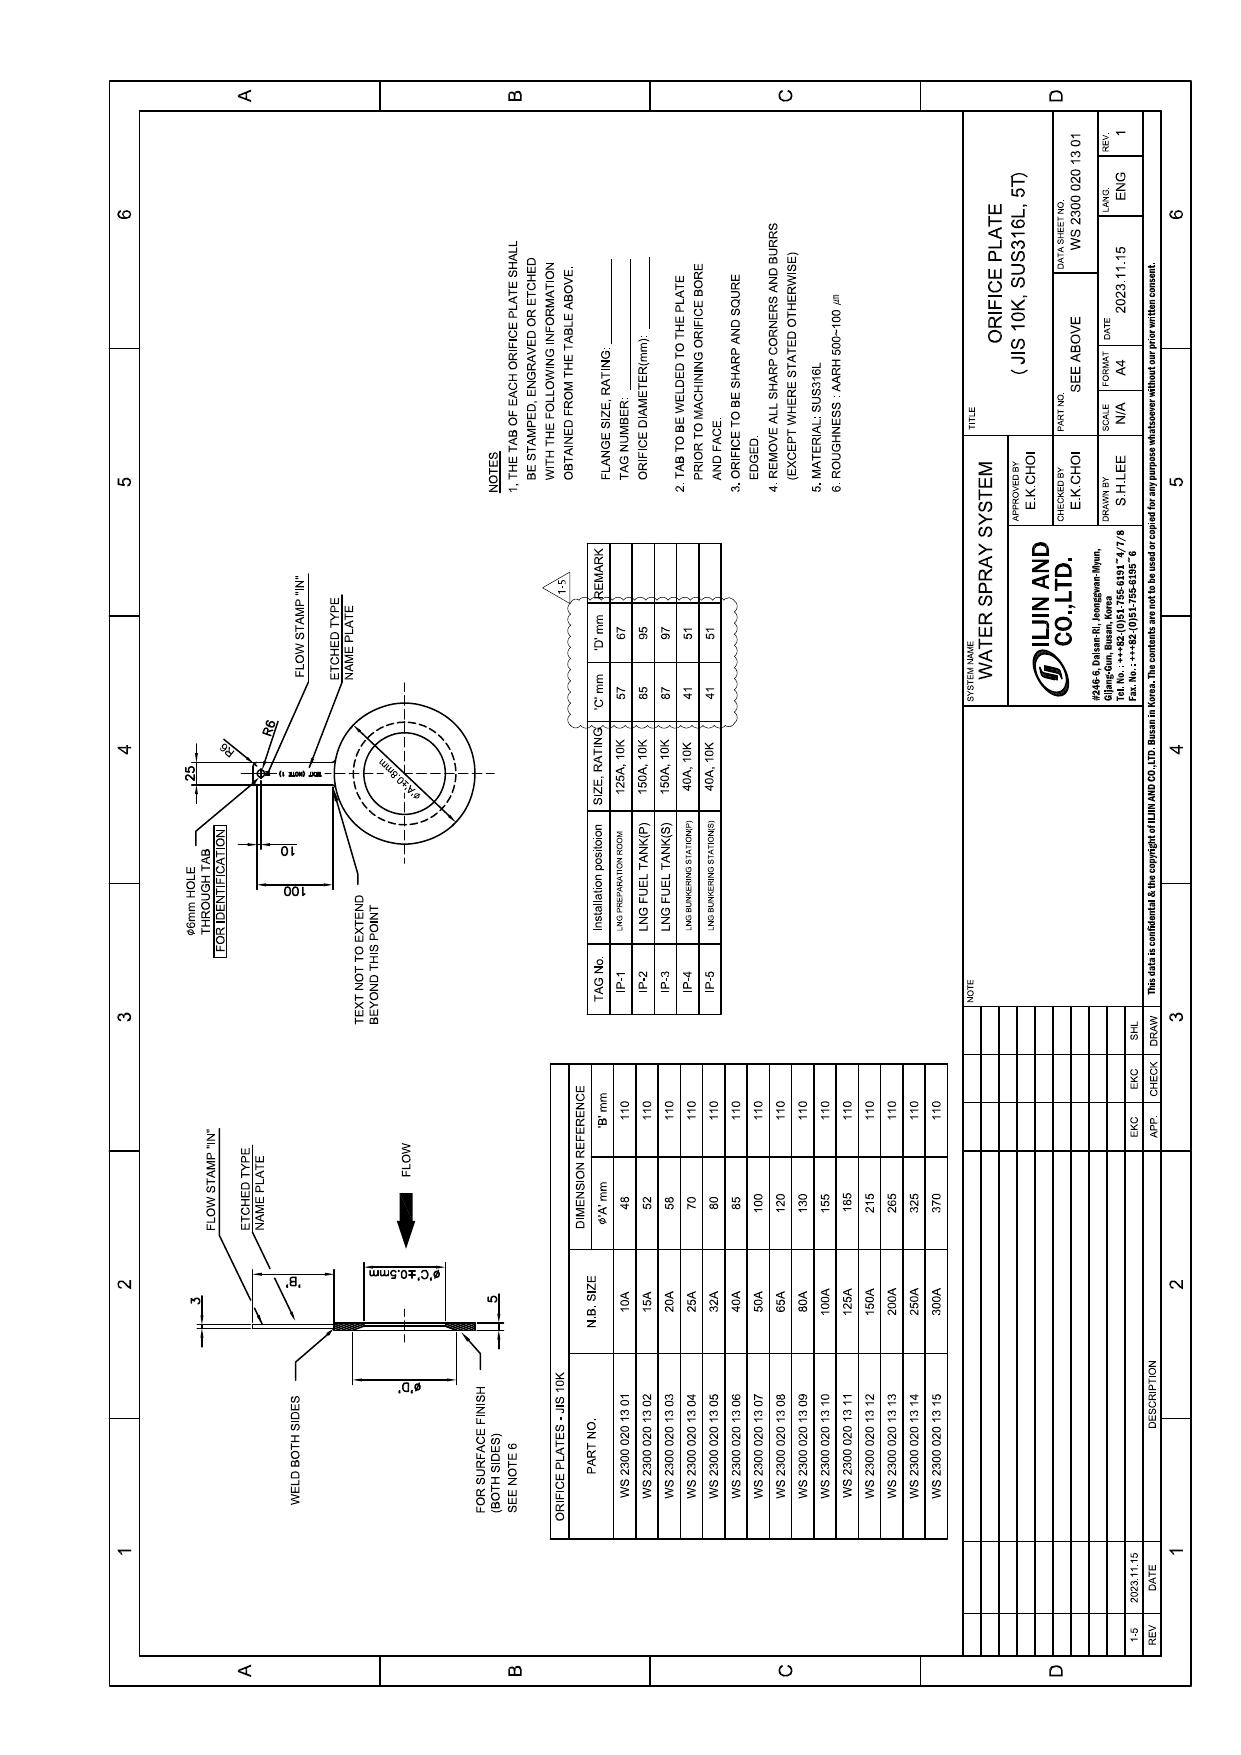 1 2 3 4 5 6
A
B
C
D
FLOW STAMP "IN"
ETCHED TYPE
NAME PLATE
3
'B'
ø'C'±0.5mm
FLOW
ø'D'
5
WELD BOTH SIDES
FOR SURFACE FINISH
(BOTH SIDES)
SEE NOTE 6
ø6mm HOLE
THROUGH TAB
FOR IDENTIFICATION
25
R6
R6
10
100
TEXT (NOTE 1)
FLOW STAMP "IN"
ETCHED TYPE
NAME PLATE
ø'A'±0.8mm
TEXT NOT TO EXTEND
BEYOND THIS POINT
ORIFICE PLATES - JIS 10K
PART NO. N.B. SIZE DIMENSION REFERENCE
ø'A' mm 'B' mm
WS 2300 020 13 01 10A 48 110
WS 2300 020 13 02 15A 52 110
WS 2300 020 13 03 20A 58 110
WS 2300 020 13 04 25A 70 110
WS 2300 020 13 05 32A 80 110
WS 2300 020 13 06 40A 85 110
WS 2300 020 13 07 50A 100 110
WS 2300 020 13 08 65A 120 110
WS 2300 020 13 09 80A 130 110
WS 2300 020 13 10 100A 155 110
WS 2300 020 13 11 125A 185 110
WS 2300 020 13 12 150A 215 110
WS 2300 020 13 13 200A 265 110
WS 2300 020 13 14 250A 325 110
WS 2300 020 13 15 300A 370 110
1-5
TAG No. Installation positoion SIZE, RATING 'C' mm 'D' mm REMARK
IP-1 LNG PREPARATION ROOM 125A, 10K 57 67
IP-2 LNG FUEL TANK(P) 150A, 10K 85 95
IP-3 LNG FUEL TANK(S) 150A, 10K 87 97
IP-4 LNG BUNKERING STATION(P) 40A, 10K 41 51
IP-5 LNG BUNKERING STATION(S) 40A, 10K 41 51
NOTES
1, THE TAB OF EACH ORIFICE PLATE SHALL
BE STAMPED, ENGRAVED OR ETCHED
WITH THE FOLLOWING INFORMATION
OBTAINED FROM THE TABLE ABOVE.
FLANGE SIZE, RATING:
TAG NUMBER:
ORIFICE DIAMETER(mm):
2. TAB TO BE WELDED TO THE PLATE
PRIOR TO MACHINING ORIFICE BORE
AND FACE.
3. ORIFICE TO BE SHARP AND SQURE
EDGED.
4. REMOVE ALL SHARP CORNERS AND BURRS
(EXCEPT WHERE STATED OTHERWISE)
5. MATERIAL: SUS316L
6. ROUGHNESS : AARH 500~100 ㎛
1-5 2023.11.15 EKC EKC SHL
REV DATE DESCRIPTION APP. CHECK DRAW
NOTE
SYSTEM NAME
WATER SPRAY SYSTEM
ILJIN AND
CO.,LTD.
#246-6, Dalsan-Ri, Jeonggwan-Myun,
Gijang-Gun, Busan, Korea
Tel. No. : +++82-(0)51-755-6191~4/7/8
Fax. No.: +++82-(0)51-755-6195~6
APPROVED BY
E.K.CHOI
CHECKED BY
E.K.CHOI
DRAWN BY
S.H.LEE
TITLE
ORIFICE PLATE
( JIS 10K, SUS316L, 5T)
PART NO.
SEE ABOVE
DATA SHEET NO.
WS 2300 020 13 01
SCALE
N/A
FORMAT
A4
DATE
2023.11.15
LANG.
ENG
REV.
1
This data is confidential & the copyright of ILJIN AND CO.,LTD. Busan in Korea. The contents are not to be used or copied for any purpose whatsoever without our prior written consent.
1 2 3 4 5 6
A
B
C
D